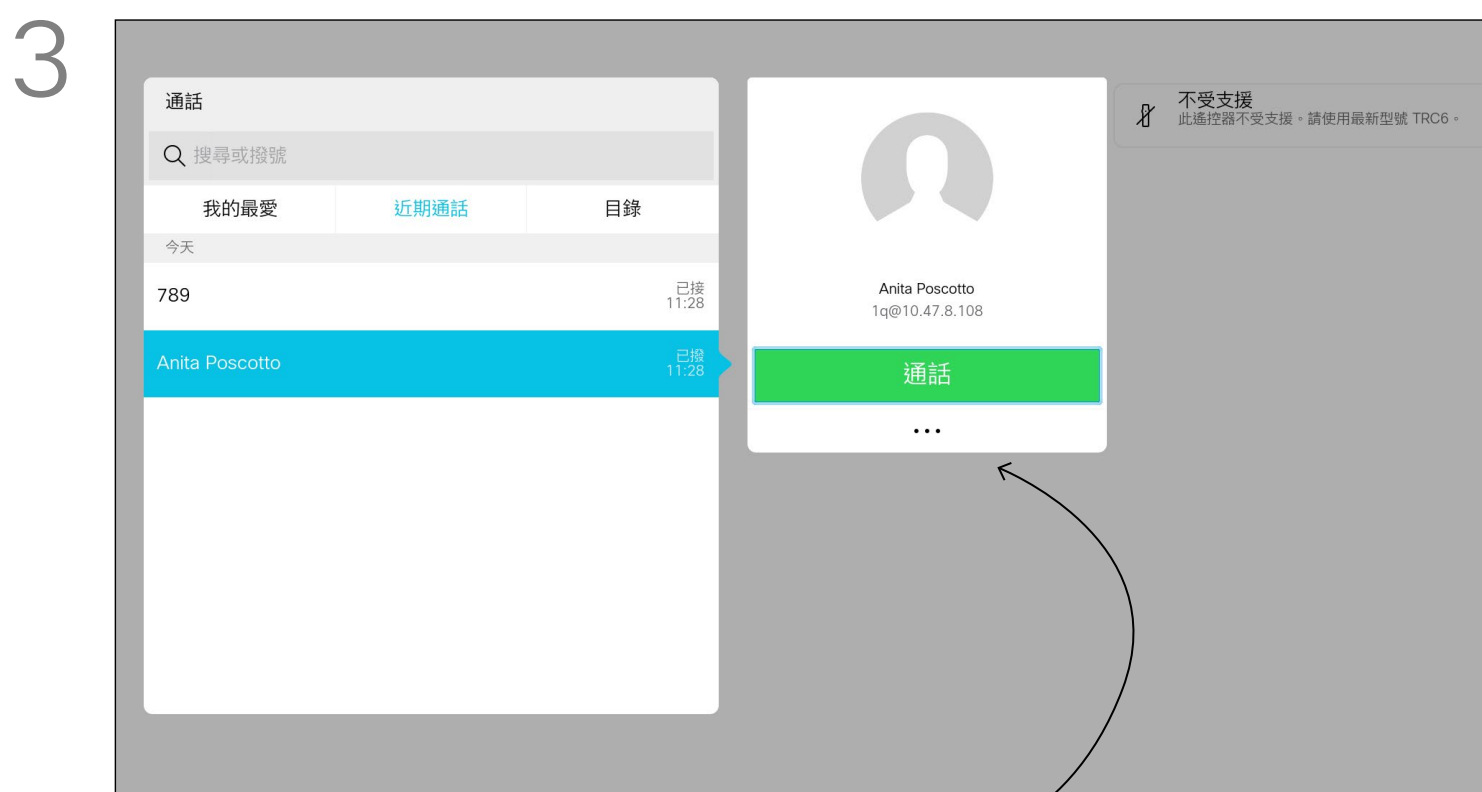 3
通話
搜尋或撥號
我的最愛 近期通話 目錄
今天
789
已接
11:28
Anita Poscotto
已撥
11:28
Anita Poscotto
1q@10.47.8.108
通話
•••
不受支援
此遙控器不受支援。請使用最新型號 TRC6。